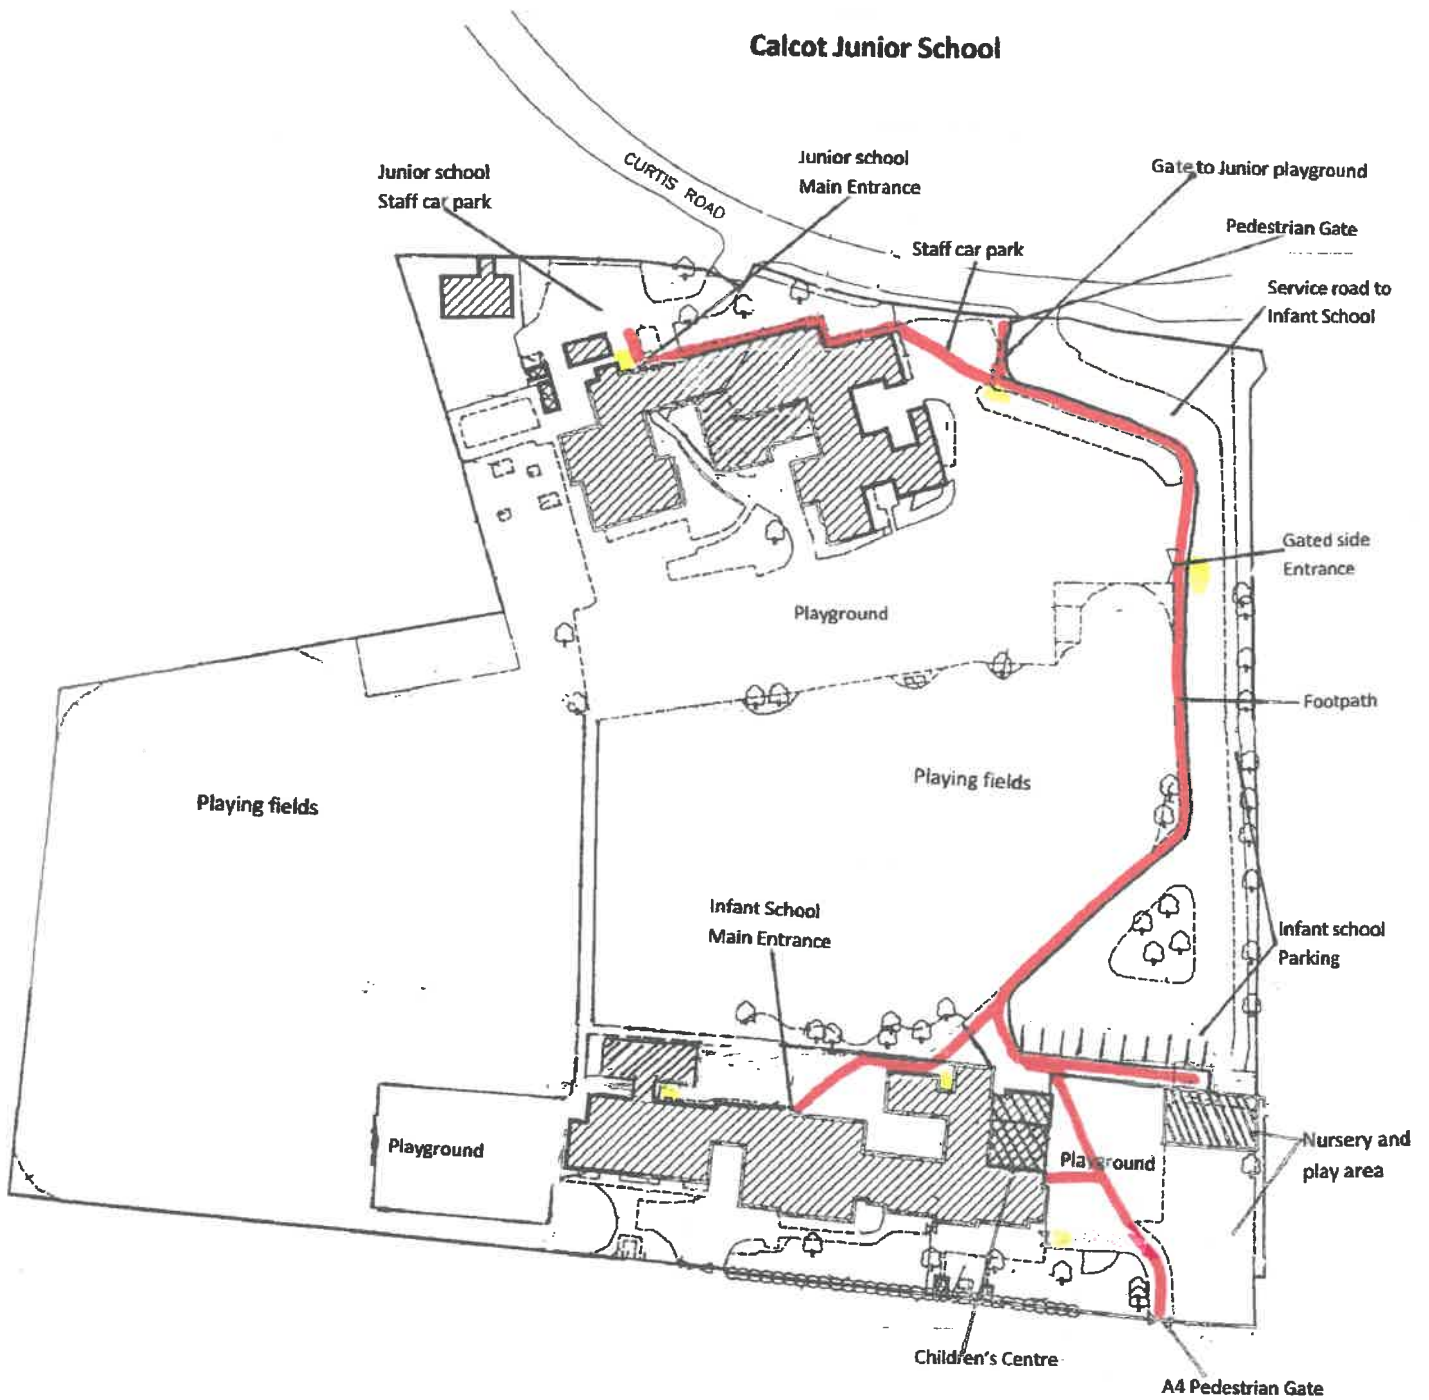 Calcot Junior School
Junior school
Staff car park
CURTIS ROAD
Junior school
Main Entrance
Gate to Junior playground
Pedestrian Gate
Staff car park
Service road to
Infant School
Gated side
Entrance
Playground
Footpath
Playing fields
Playing fields
Infant School
Main Entrance
Infant school
Parking
Playground
Playground
Nursery and
play area
Children's Centre
A4 Pedestrian Gate